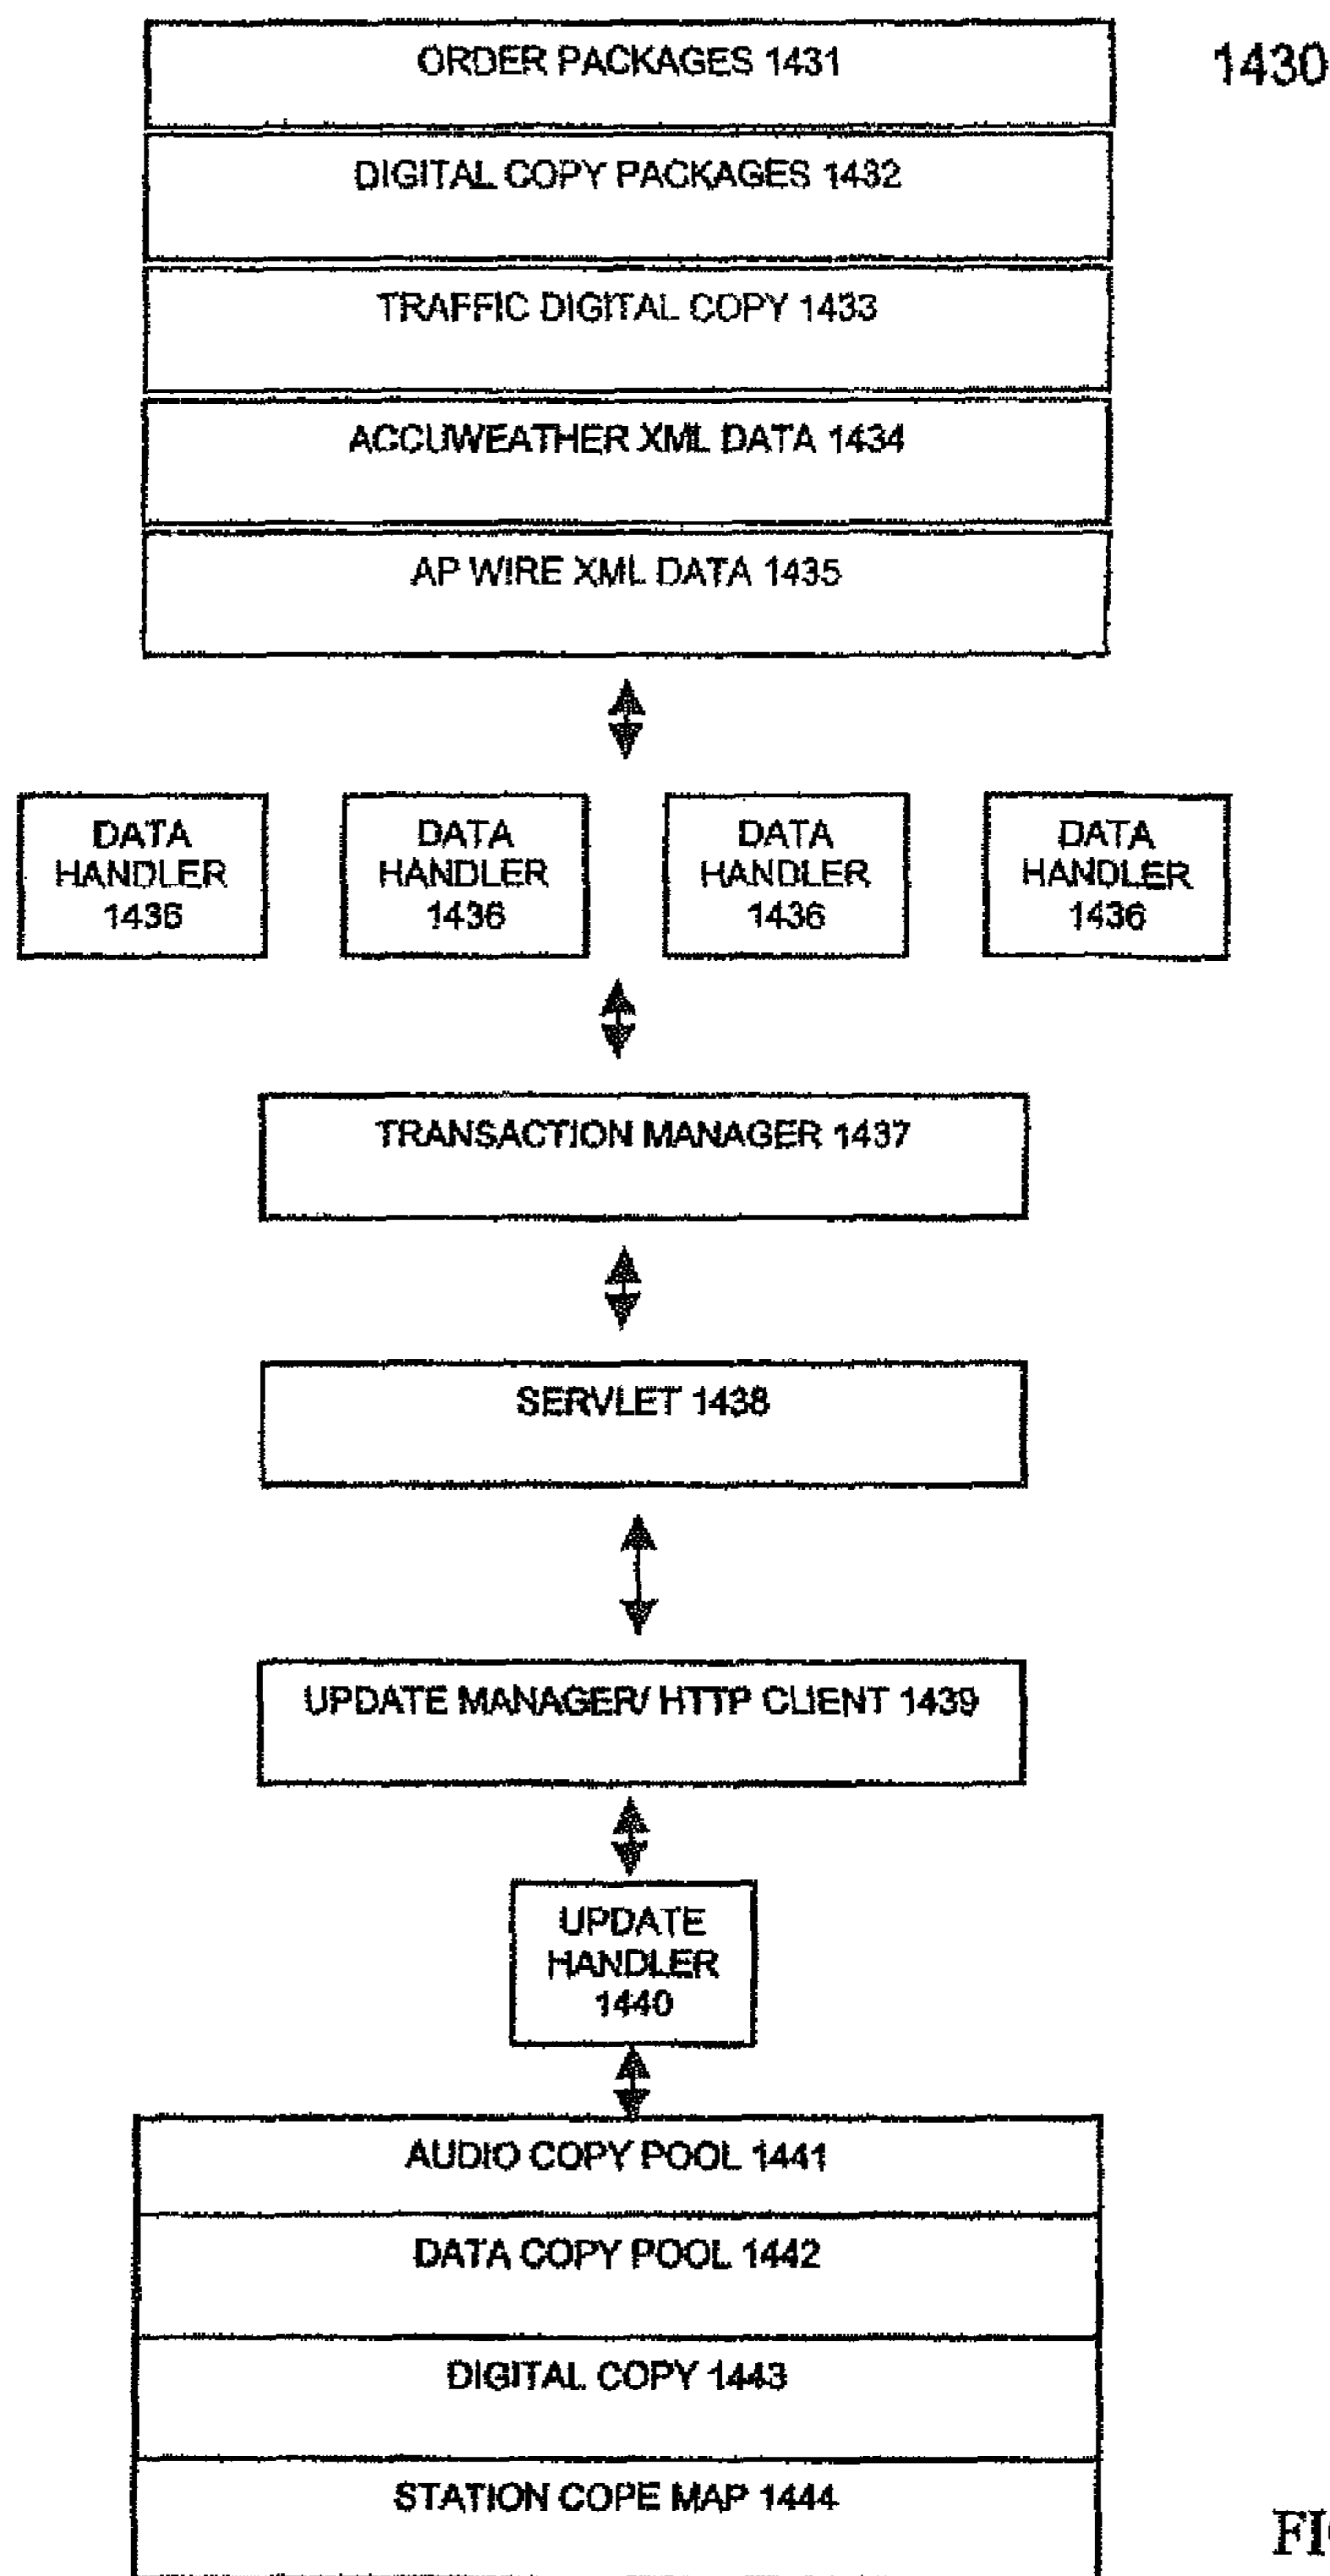 ORDER PACKAGES 1431
1430
DIGITAL COPY PACKAGES 1432
TRAFFIC DIGITAL COPY 1433
ACCUWEATHER XML DATA 1434
AP WIRE XML DATA 1435
DATA
HANDLER
1436
DATA
HANDLER
1436
DATA
HANDLER
1436
DATA
HANDLER
1436
TRANSACTION MANAGER 1437
SERVLET 1438
UPDATE MANAGER/ HTTP CLIENT 1439
UPDATE
HANDLER
1440
AUDIO COPY POOL 1441
DATA COPY POOL 1442
DIGITAL COPY 1443
STATION COPE MAP 1444